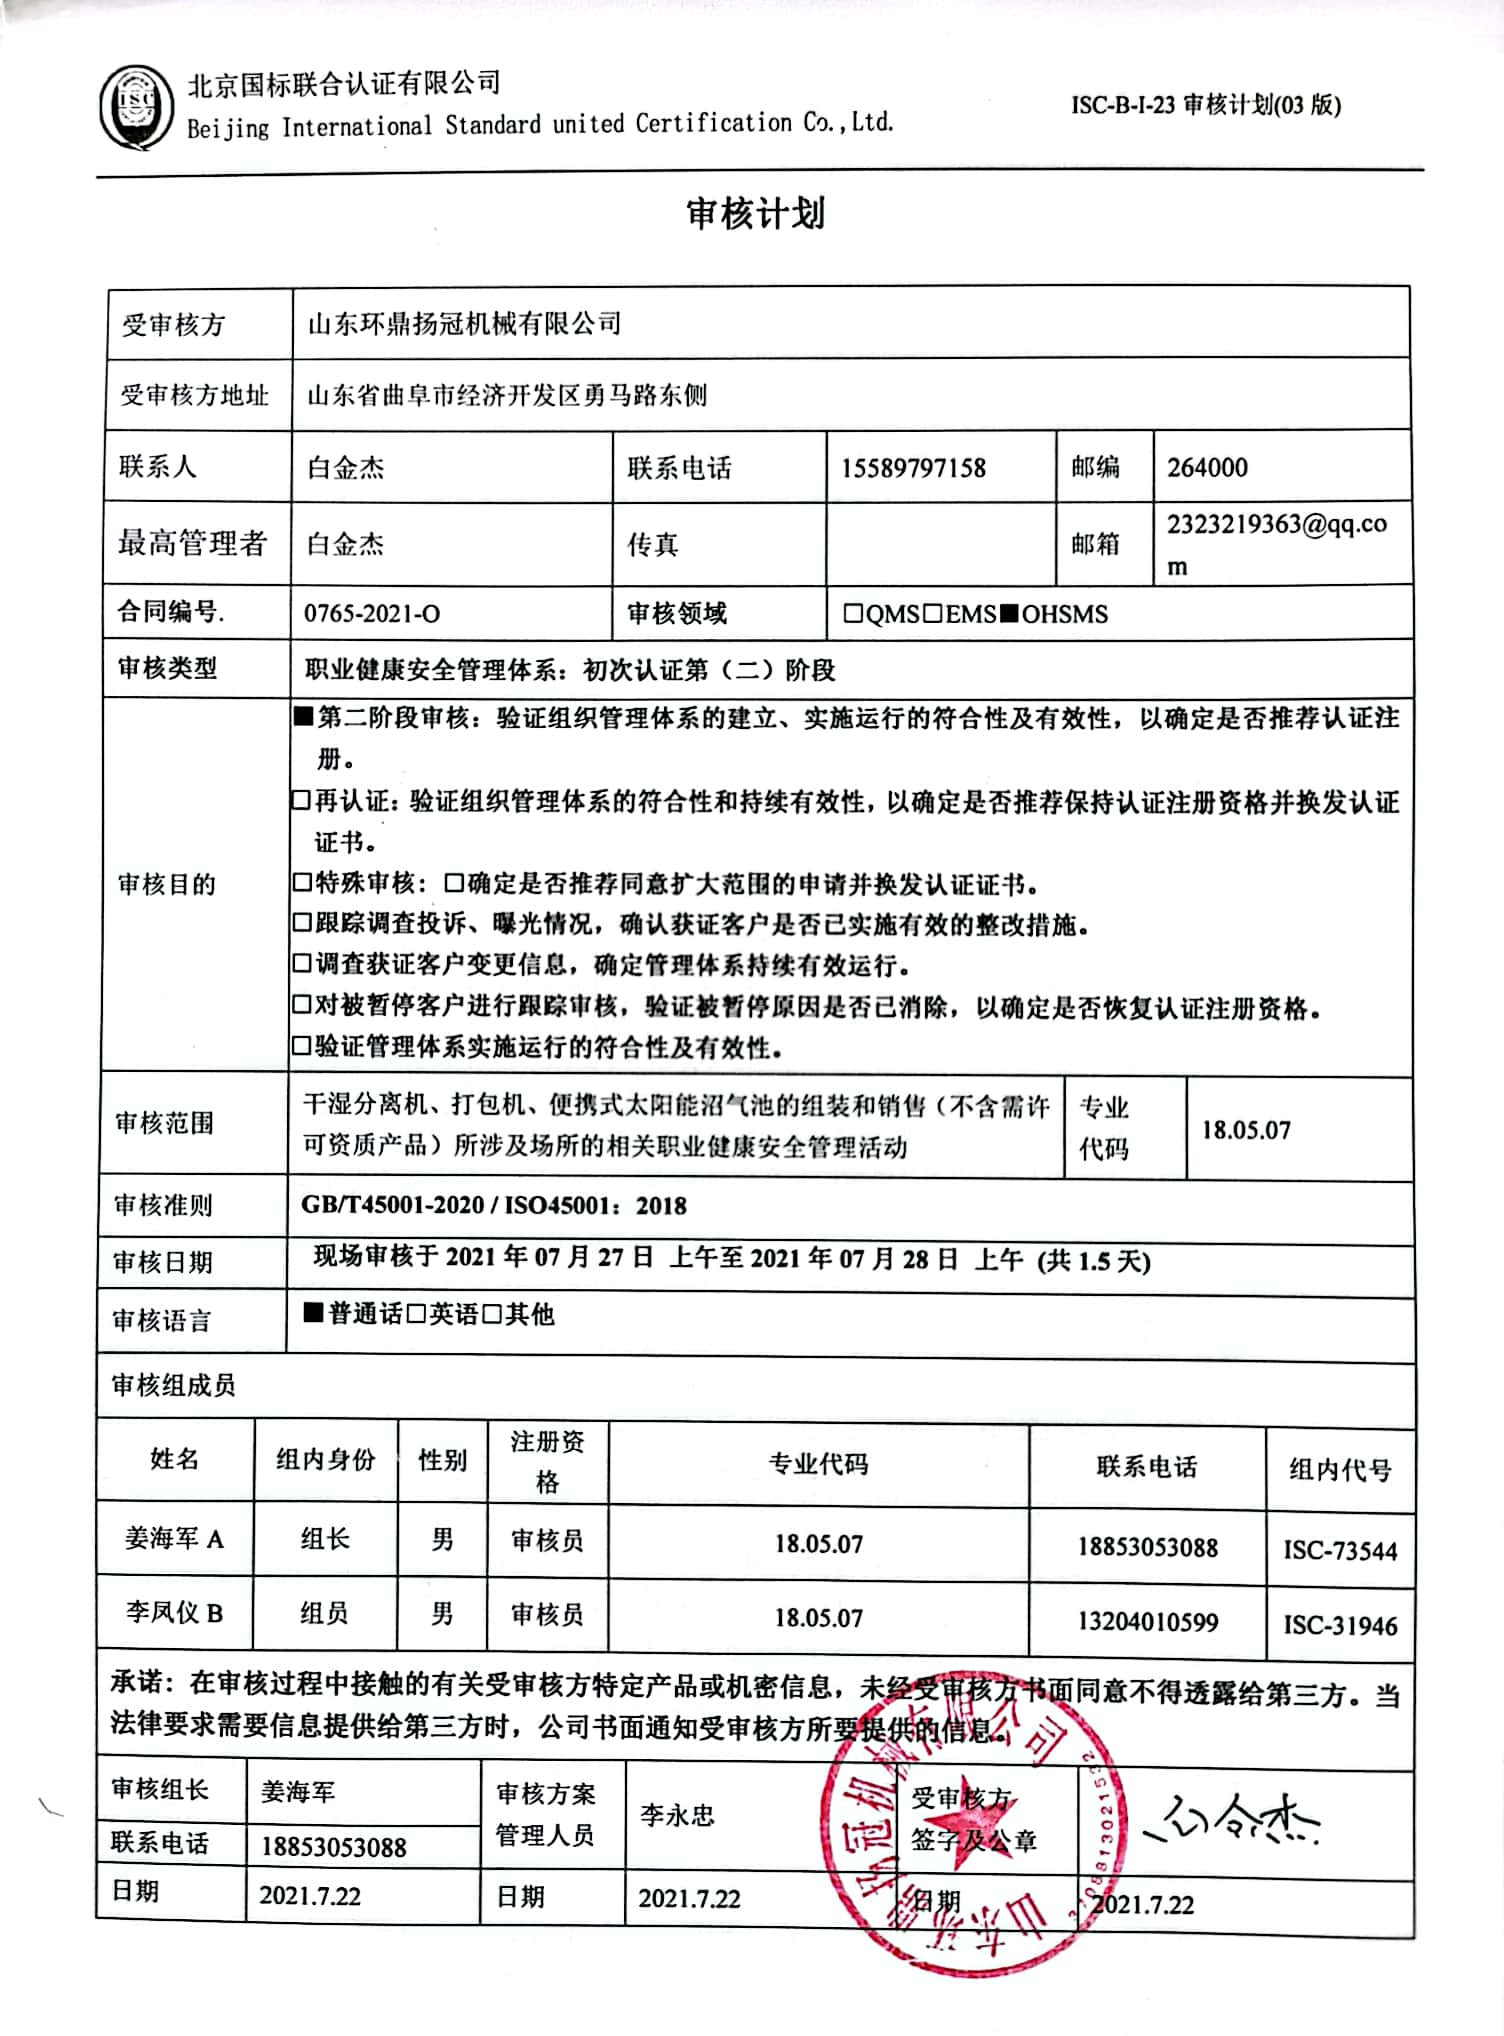 ISC
北京国标联合认证有限公司
Beijing International Standard united Certification Co.,Ltd.
ISC-B-I-23 审核计划(03 版)
审核计划
受审核方 山东环鼎扬冠机械有限公司
受审核方地址 山东省曲阜市经济开发区勇马路东侧
联系人 白金杰 联系电话 15589797158 邮编 264000
最高管理者 白金杰 传真 邮箱 2323219363@qq.co
m
合同编号. 0765-2021-O 审核领域 □QMS□EMS■OHSMS
审核类型 职业健康安全管理体系：初次认证第（二）阶段
审核目的
■第二阶段审核：验证组织管理体系的建立、实施运行的符合性及有效性，以确定是否推荐认证注
册。
□再认证：验证组织管理体系的符合性和持续有效性，以确定是否推荐保持认证注册资格并换发认证
证书。
□特殊审核：□确定是否推荐同意扩大范围的申请并换发认证证书。
□跟踪调查投诉、曝光情况，确认获证客户是否已实施有效的整改措施。
□调查获证客户变更信息，确定管理体系持续有效运行。
□对被暂停客户进行跟踪审核，验证被暂停原因是否已消除，以确定是否恢复认证注册资格。
□验证管理体系实施运行的符合性及有效性。
审核范围
干湿分离机、打包机、便携式太阳能沼气池的组装和销售（不含需许
可资质产品）所涉及场所的相关职业健康安全管理活动
专业
代码
18.05.07
审核准则 GB/T45001-2020 / ISO45001：2018
审核日期 现场审核于 2021 年 07 月 27 日 上午至 2021 年 07 月 28 日 上午 (共 1.5 天)
审核语言 ■普通话□英语□其他
审核组成员
姓名 组内身份 性别 注册资
格 专业代码 联系电话 组内代号
姜海军 A 组长 男 审核员 18.05.07 18853053088 ISC-73544
李凤仪 B 组员 男 审核员 18.05.07 13204010599 ISC-31946
承诺：在审核过程中接触的有关受审核方特定产品或机密信息，未经受审核方书面同意不得透露给第三方。当
法律要求需要信息提供给第三方时，公司书面通知受审核方所要提供的信息。
审核组长 姜海军
审核方案
管理人员
李永忠
受审核方
签字及公章
白金杰
联系电话 18853053088
日期 2021.7.22 日期 2021.7.22 日期 2021.7.22
山东环鼎扬冠机械有限公司